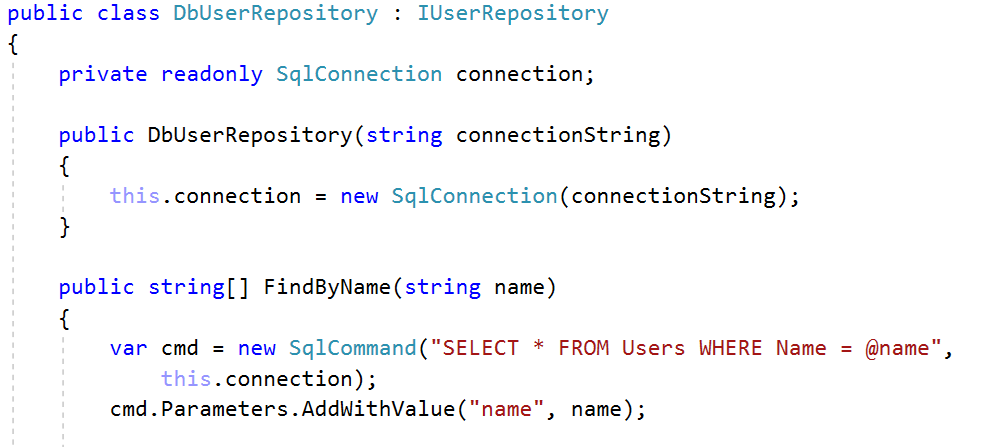 public class DbUserRepository : IUserRepository
{
    private readonly SqlConnection connection;
    public DbUserRepository(string connectionString)
    {
        this.connection = new SqlConnection(connectionString);
    }
    public string[] FindByName(string name)
    {
        var cmd = new SqlCommand("SELECT * FROM Users WHERE Name = @name",
            this.connection);
        cmd.Parameters.AddWithValue("name", name);